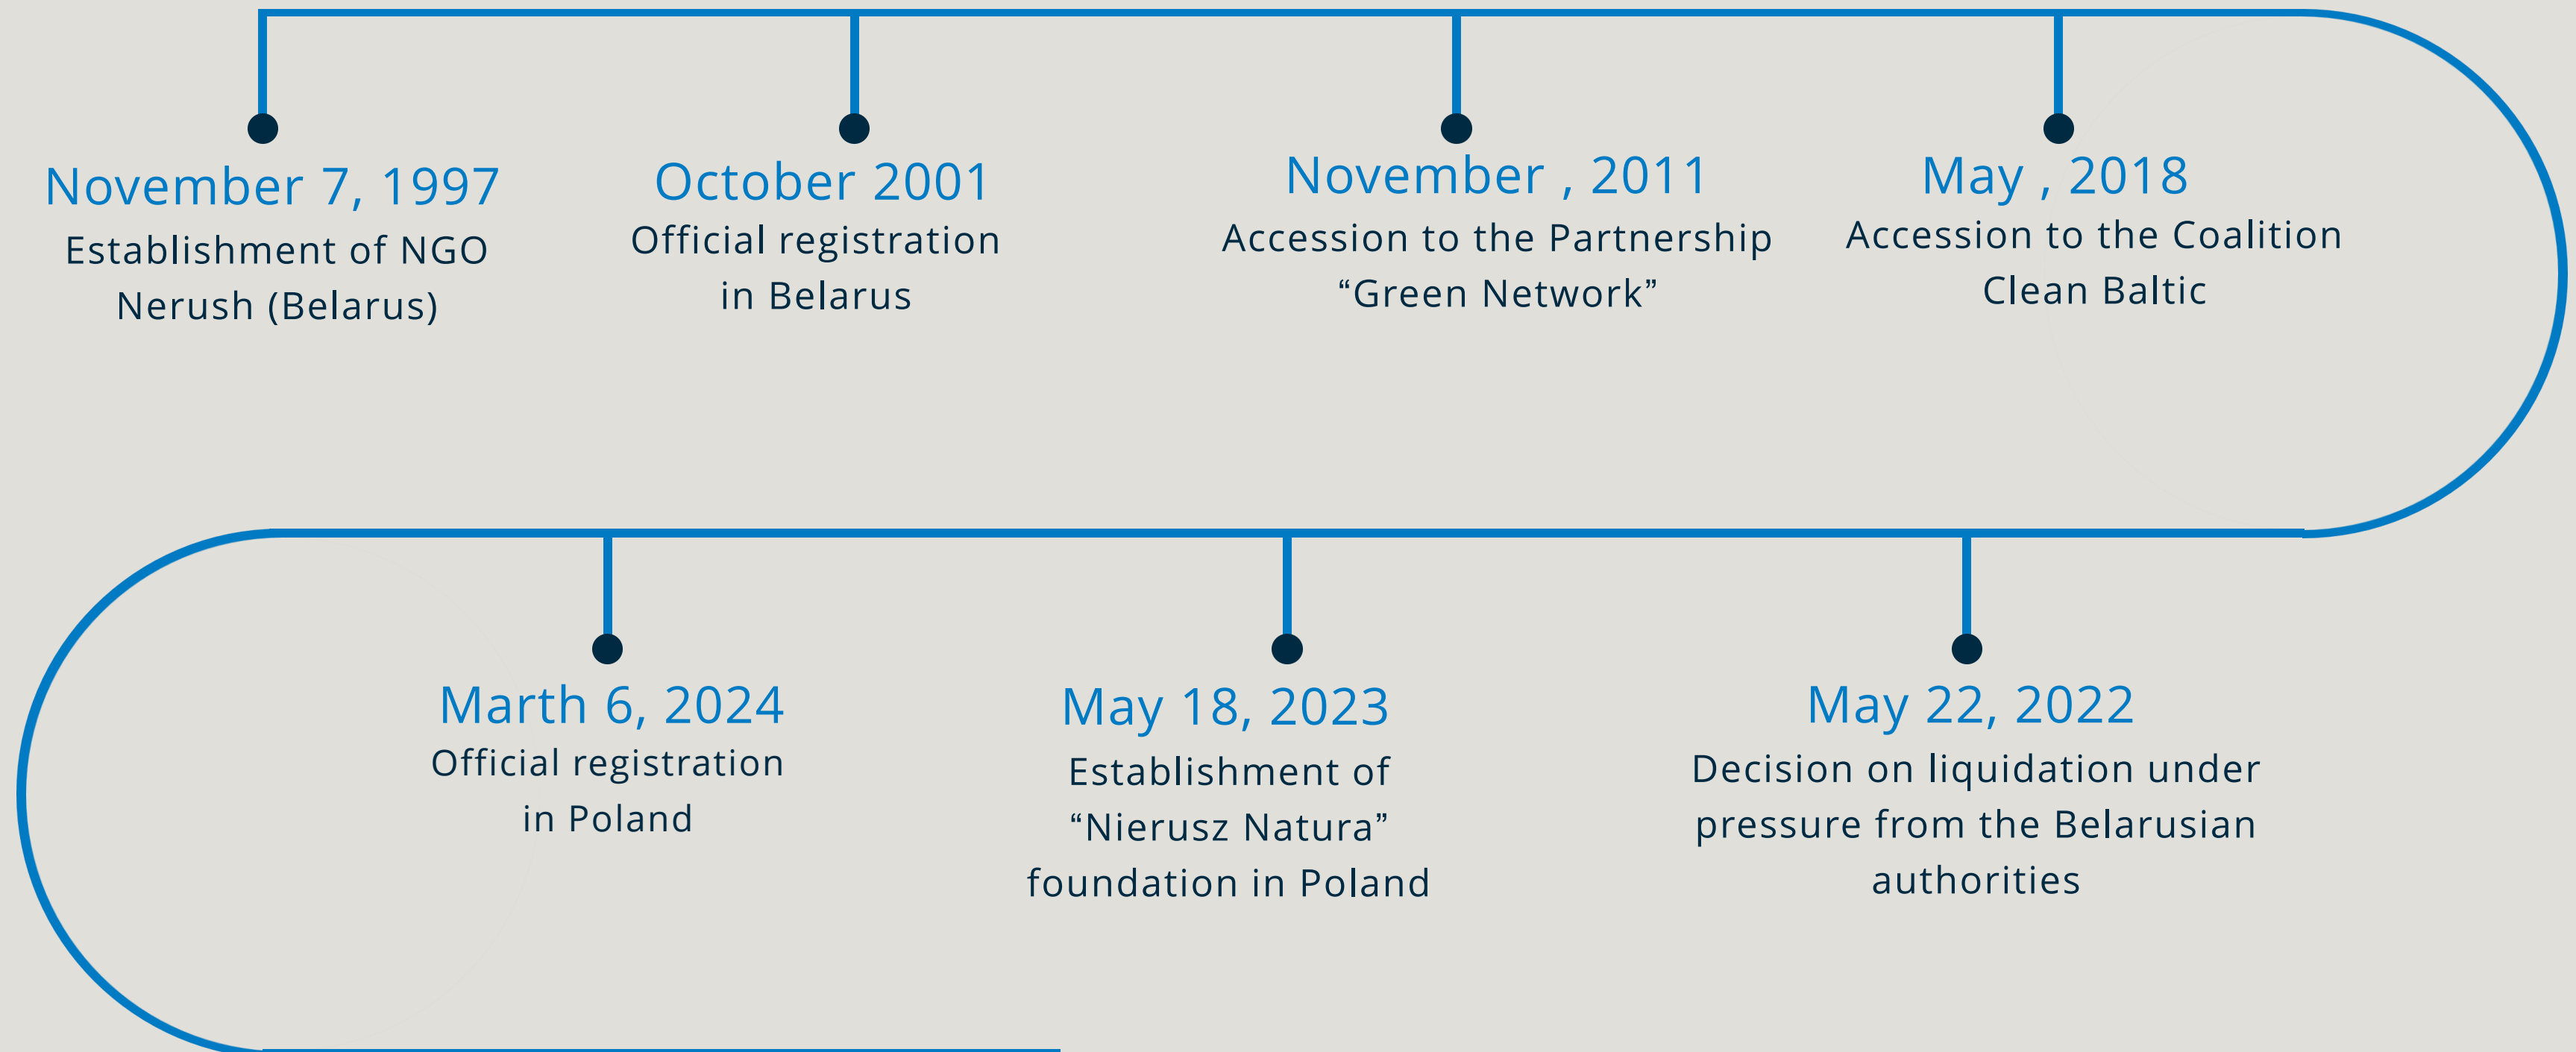 November 7, 1997
Establishment of NGO
Nerush (Belarus)
October 2001
Official registration
in Belarus
November , 2011
Accession to the Partnership
“Green Network”
May , 2018
Accession to the Coalition
Clean Baltic
May 22, 2022
Decision on liquidation under
pressure from the Belarusian
authorities
May 18, 2023
Establishment of
“Nierusz Natura”
foundation in Poland
Marth 6, 2024
Official registration
in Poland